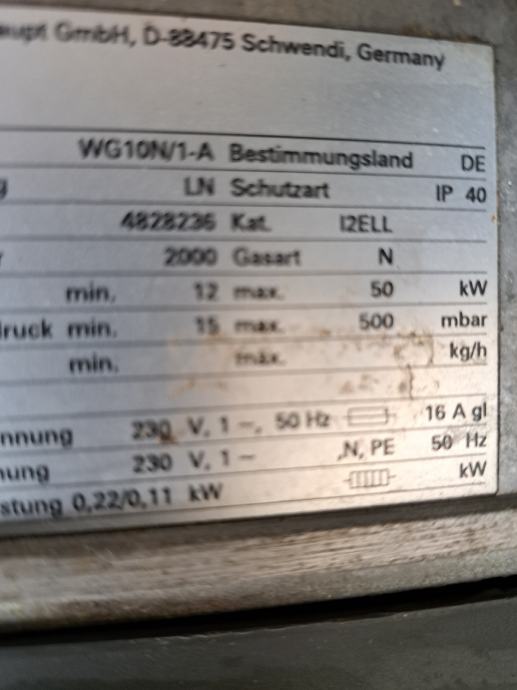 GmbH, D-88475 Schwendi, Germany
WG10N/1-A Bestimmungsland DE
LN Schutzart IP 40
4828236 Kat. I2ELL
2000 Gasart N
min. 12 max. 50 kW
druck min. 15 max. 500 mbar
min. max. kg/h
nnung 230 V, 1 ~, 50 Hz 16 A gl
nung 230 V, 1 ~ ,N, PE 50 Hz
stung 0,22/0,11 kW kW